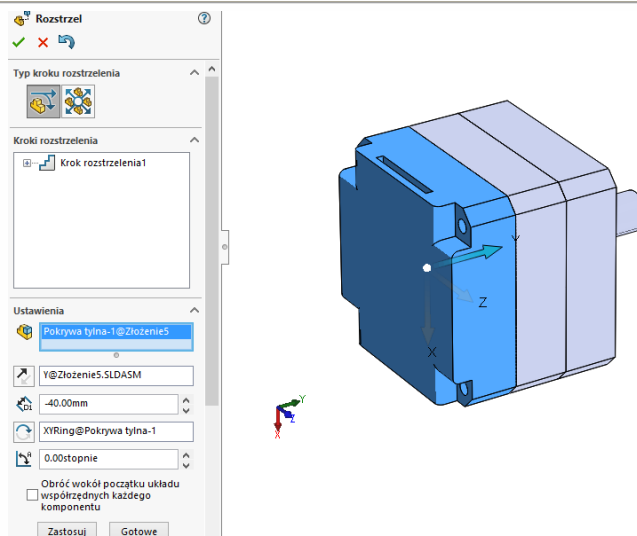 Rozstrzel
?
Typ kroku rozstrzelenia
Kroki rozstrzelenia
Krok rozstrzelenia1
Ustawienia
Pokrywa tylna-1@Złożenie5
Y@Złożenie5.SLDASM
D1
-40.00mm
XYRing@Pokrywa tylna-1
A
0.00stopnie
Obróć wokół początku układu
współrzędnych każdego
komponentu
Zastosuj Gotowe
Y
Z
X
Y
Z
X